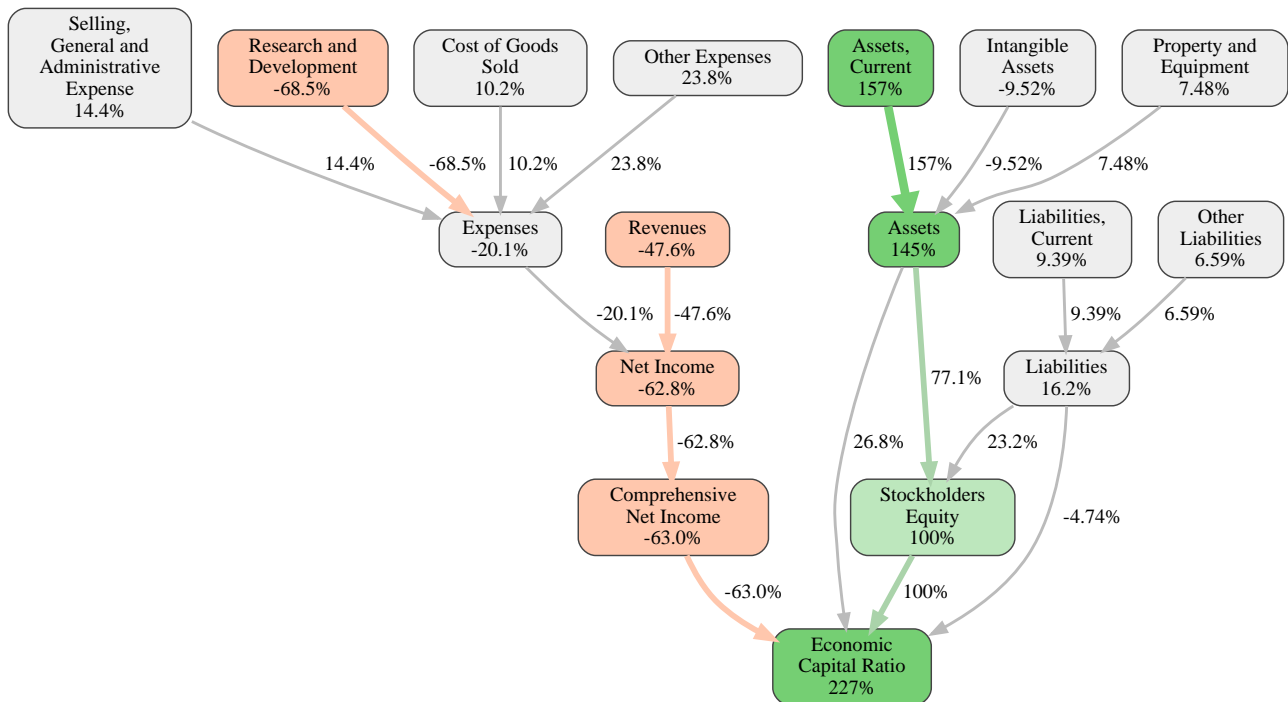 Selling,
General and
Administrative
Expense
14.4%
Research and
Development
-68.5%
Cost of Goods
Sold
10.2%
Other Expenses
23.8%
Assets,
Current
157%
Intangible
Assets
-9.52%
Property and
Equipment
7.48%
14.4%
-68.5%
10.2%
23.8%
157%
-9.52%
7.48%
Expenses
-20.1%
Revenues
-47.6%
Assets
145%
Liabilities,
Current
9.39%
Other
Liabilities
6.59%
-20.1%
-47.6%
9.39%
6.59%
Net Income
-62.8%
77.1%
Liabilities
16.2%
-62.8%
26.8%
23.2%
Comprehensive
Net Income
-63.0%
Stockholders
Equity
100%
-4.74%
-63.0%
100%
Economic
Capital Ratio
227%